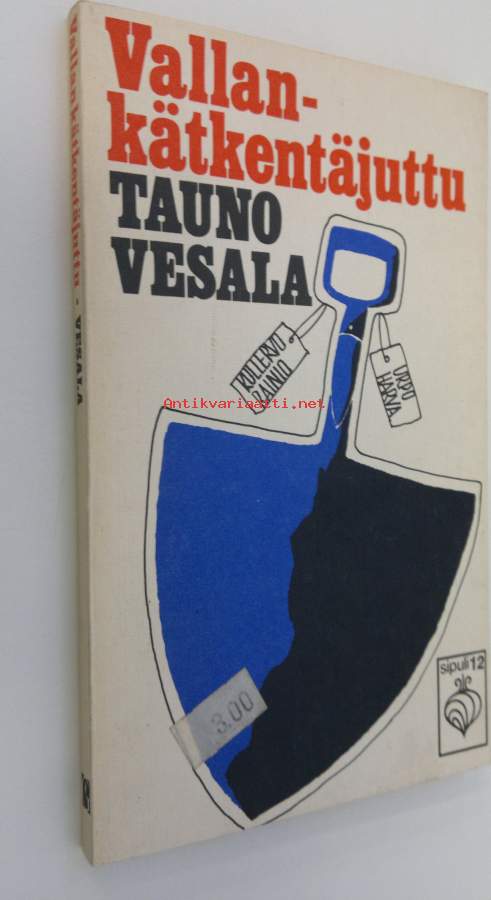 Vallan-
kätkentäjuttu
TAUNO
VESALA
KULLERVO
RAINIO
URPO
HARVA
Antikvariaatti.net
sipuli 12
3.00
Vallankätkentäjuttu - VESALA